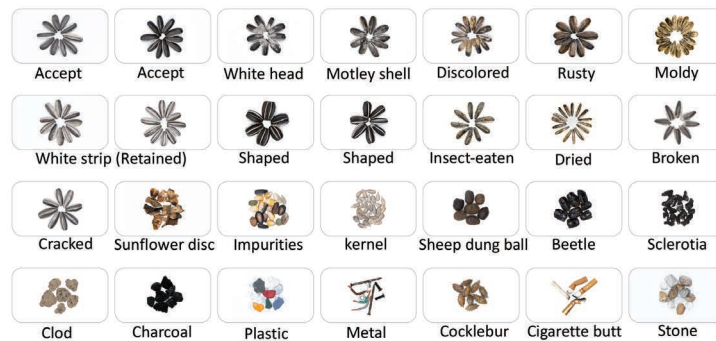 Accept Accept White head Motley shell Discolored Rusty Moldy
White strip (Retained) Shaped Shaped Insect-eaten Dried Broken
Cracked Sunflower disc Impurities kernel Sheep dung ball Beetle Sclerotia
Clod Charcoal Plastic Metal Cocklebur Cigarette butt Stone